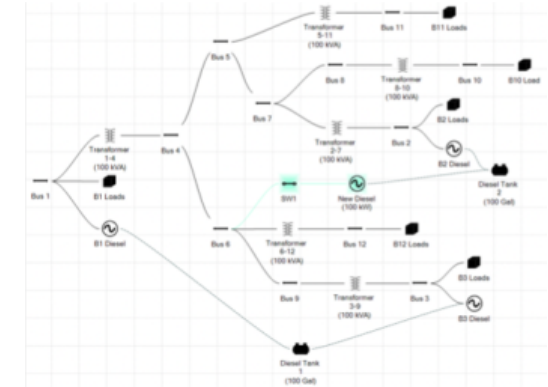 Transformer
5-11
(100 kVA)
Bus 11
B11 Loads
Bus 5
Bus 8
Transformer
8-10
(100 kVA)
Bus 10
B10 Load
Bus 7
B2 Loads
Transformer
2-7
(100 kVA)
Bus 2
B2 Diesel
Transformer
1-4
(100 kVA)
Bus 4
Diesel Tank
2
(100 Gal)
Bus 1
B1 Loads
SW1
New Diesel
(100 kW)
B1 Diesel
Bus 6
Transformer
6-12
(100 kVA)
Bus 12
B12 Loads
B3 Loads
Bus 9
Transformer
3-9
(100 kVA)
Bus 3
B3 Diesel
Diesel Tank
1
(100 Gal)